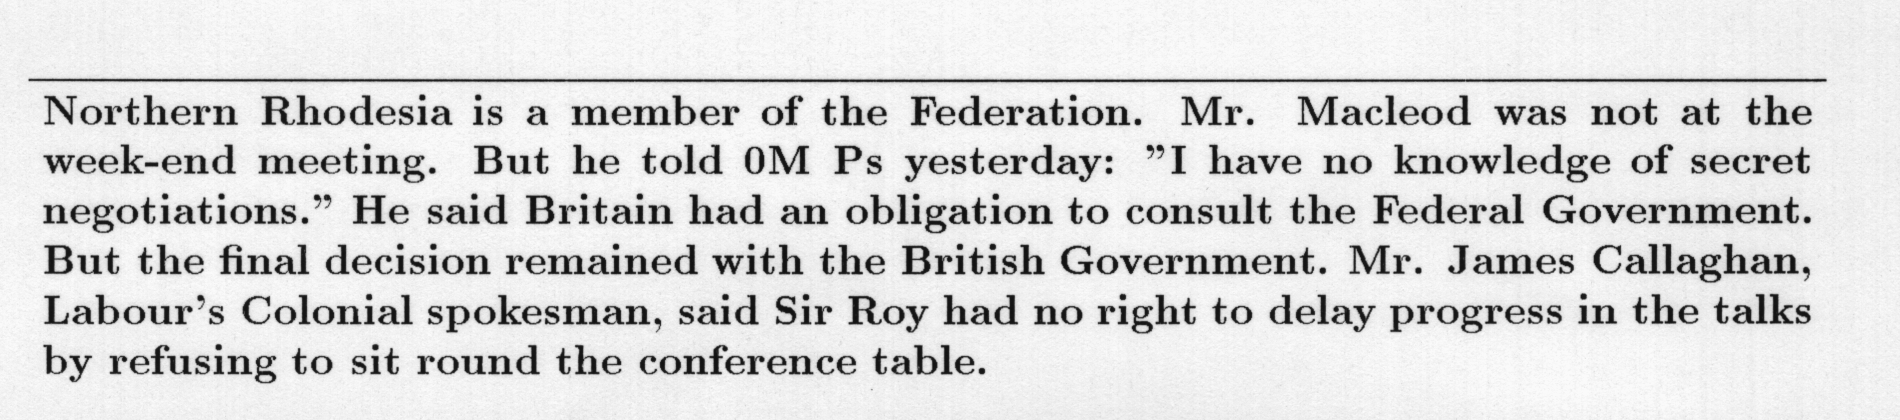 Northern Rhodesia is a member of the Federation. Mr. Macleod was not at the
week-end meeting. But he told 0M Ps yesterday: ”I have no knowledge of secret
negotiations.” He said Britain had an obligation to consult the Federal Government.
But the final decision remained with the British Government. Mr. James Callaghan,
Labour’s Colonial spokesman, said Sir Roy had no right to delay progress in the talks
by refusing to sit round the conference table.